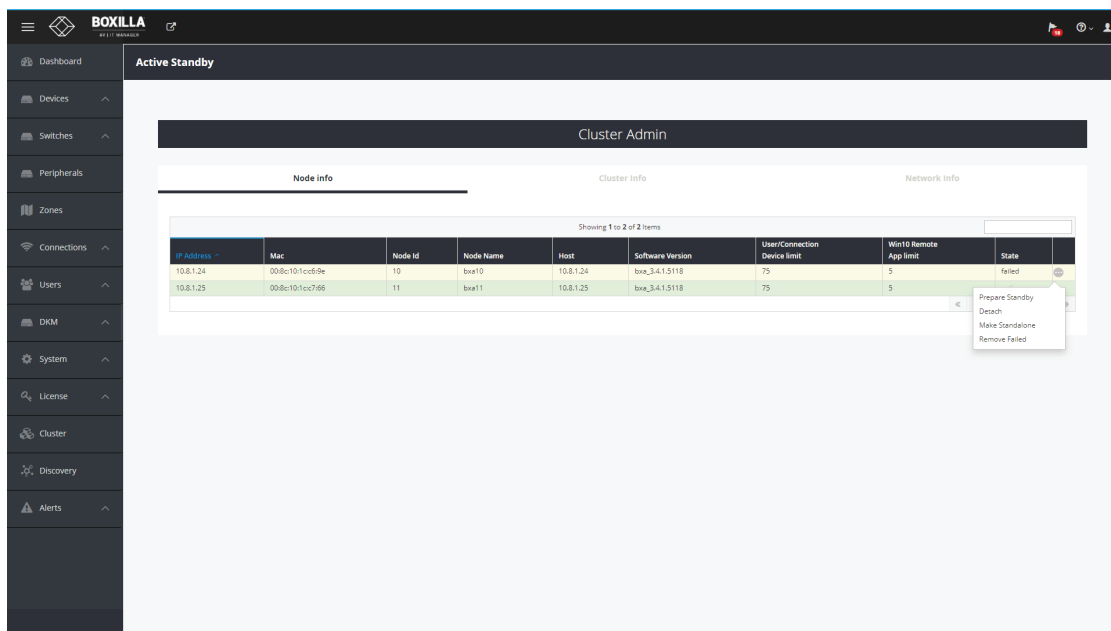 BOXILLA
AV | IT MANAGER
18
Dashboard
Devices
Switches
Peripherals
Zones
Connections
Users
DKM
System
License
Cluster
Discovery
Alerts
Active Standby
Cluster Admin
Node info Cluster Info Network Info
Showing 1 to 2 of 2 Items
IP Address Mac Node Id Node Name Host Software Version User/Connection Device limit Win10 Remote App limit State
10.8.1.24 00:8c:10:1c:c6:9e 10 bxa10 10.8.1.24 bxa_3.4.1.5118 75 5 failed
10.8.1.25 00:8c:10:1c:c7:66 11 bxa11 10.8.1.25 bxa_3.4.1.5118 75 5
Prepare Standby
Detach
Make Standalone
Remove Failed